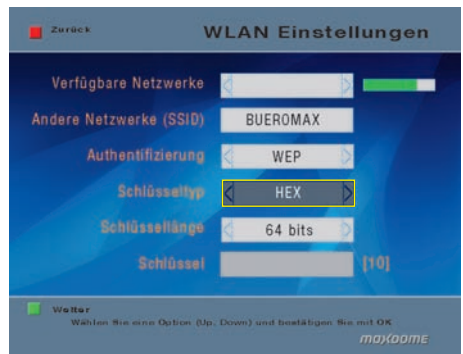 Zurück
WLAN Einstellungen
Verfügbare Netzwerke
Andere Netzwerke (SSID) BUEROMAX
Authentifizierung WEP
Schlüsseltyp HEX
Schlüssellänge 64 bits
Schlüssel [10]
Weiter
Wählen Sie eine Option (Up, Down) und bestätigen Sie mit OK
maxdome